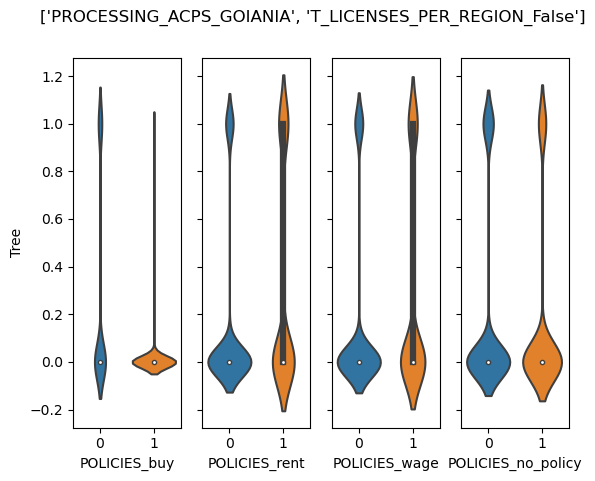 ['PROCESSING_ACPS_GOIANIA', 'T_LICENSES_PER_REGION_False']
1.2
1.0
0.8
0.6
0.4
0.2
0.0
−0.2
Tree
0 1 0 1 0 1 0 1
POLICIES_buy POLICIES_rent POLICIES_wage POLICIES_no_policy